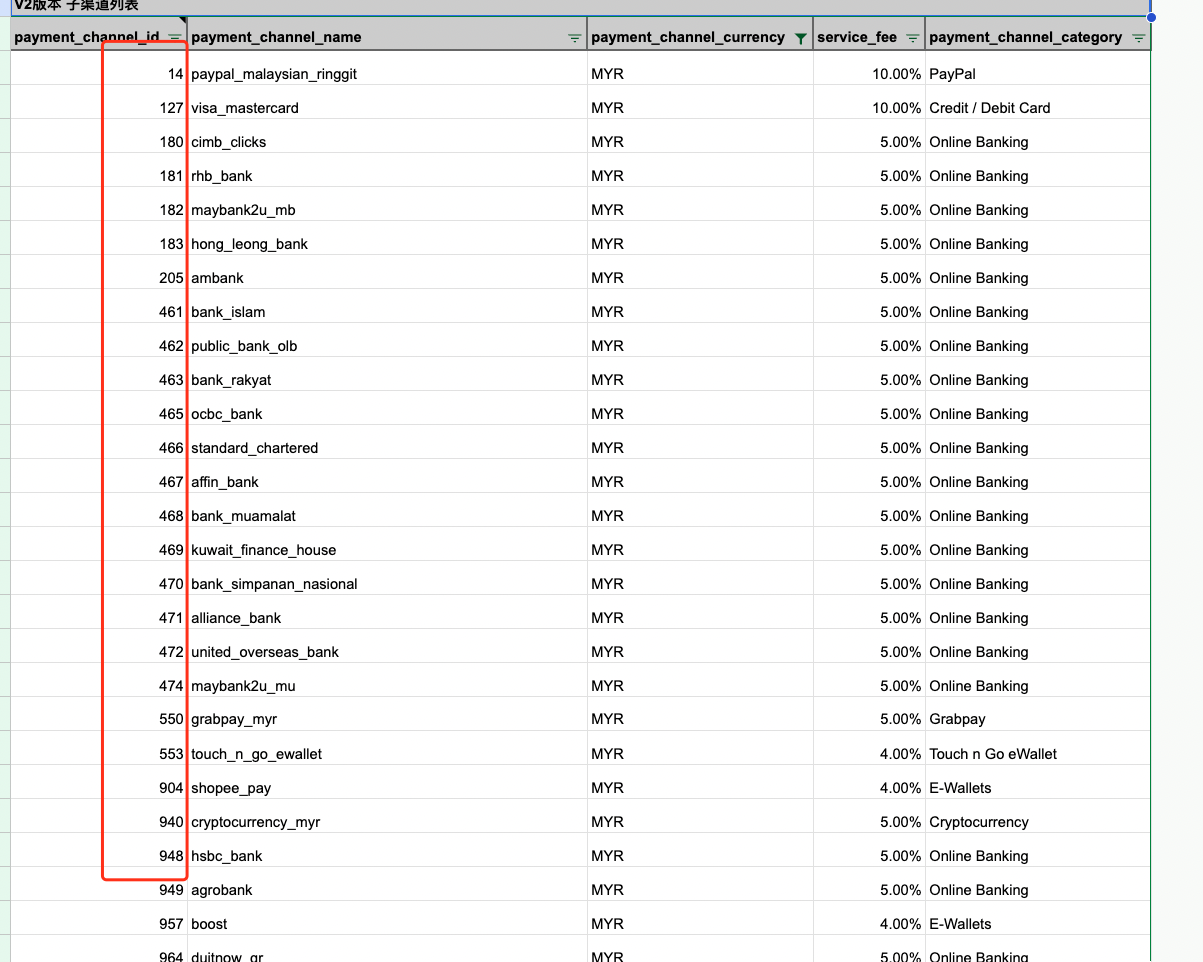 V2版本 子渠道列表
payment_channel_id payment_channel_name payment_channel_currency service_fee payment_channel_category
14 paypal_malaysian_ringgit MYR 10.00% PayPal
127 visa_mastercard MYR 10.00% Credit / Debit Card
180 cimb_clicks MYR 5.00% Online Banking
181 rhb_bank MYR 5.00% Online Banking
182 maybank2u_mb MYR 5.00% Online Banking
183 hong_leong_bank MYR 5.00% Online Banking
205 ambank MYR 5.00% Online Banking
461 bank_islam MYR 5.00% Online Banking
462 public_bank_olb MYR 5.00% Online Banking
463 bank_rakyat MYR 5.00% Online Banking
465 ocbc_bank MYR 5.00% Online Banking
466 standard_chartered MYR 5.00% Online Banking
467 affin_bank MYR 5.00% Online Banking
468 bank_muamalat MYR 5.00% Online Banking
469 kuwait_finance_house MYR 5.00% Online Banking
470 bank_simpanan_nasional MYR 5.00% Online Banking
471 alliance_bank MYR 5.00% Online Banking
472 united_overseas_bank MYR 5.00% Online Banking
474 maybank2u_mu MYR 5.00% Online Banking
550 grabpay_myr MYR 5.00% Grabpay
553 touch_n_go_ewallet MYR 4.00% Touch n Go eWallet
904 shopee_pay MYR 4.00% E-Wallets
940 cryptocurrency_myr MYR 5.00% Cryptocurrency
948 hsbc_bank MYR 5.00% Online Banking
949 agrobank MYR 5.00% Online Banking
957 boost MYR 4.00% E-Wallets
964 duitnow_qr MYR 5.00% Online Banking